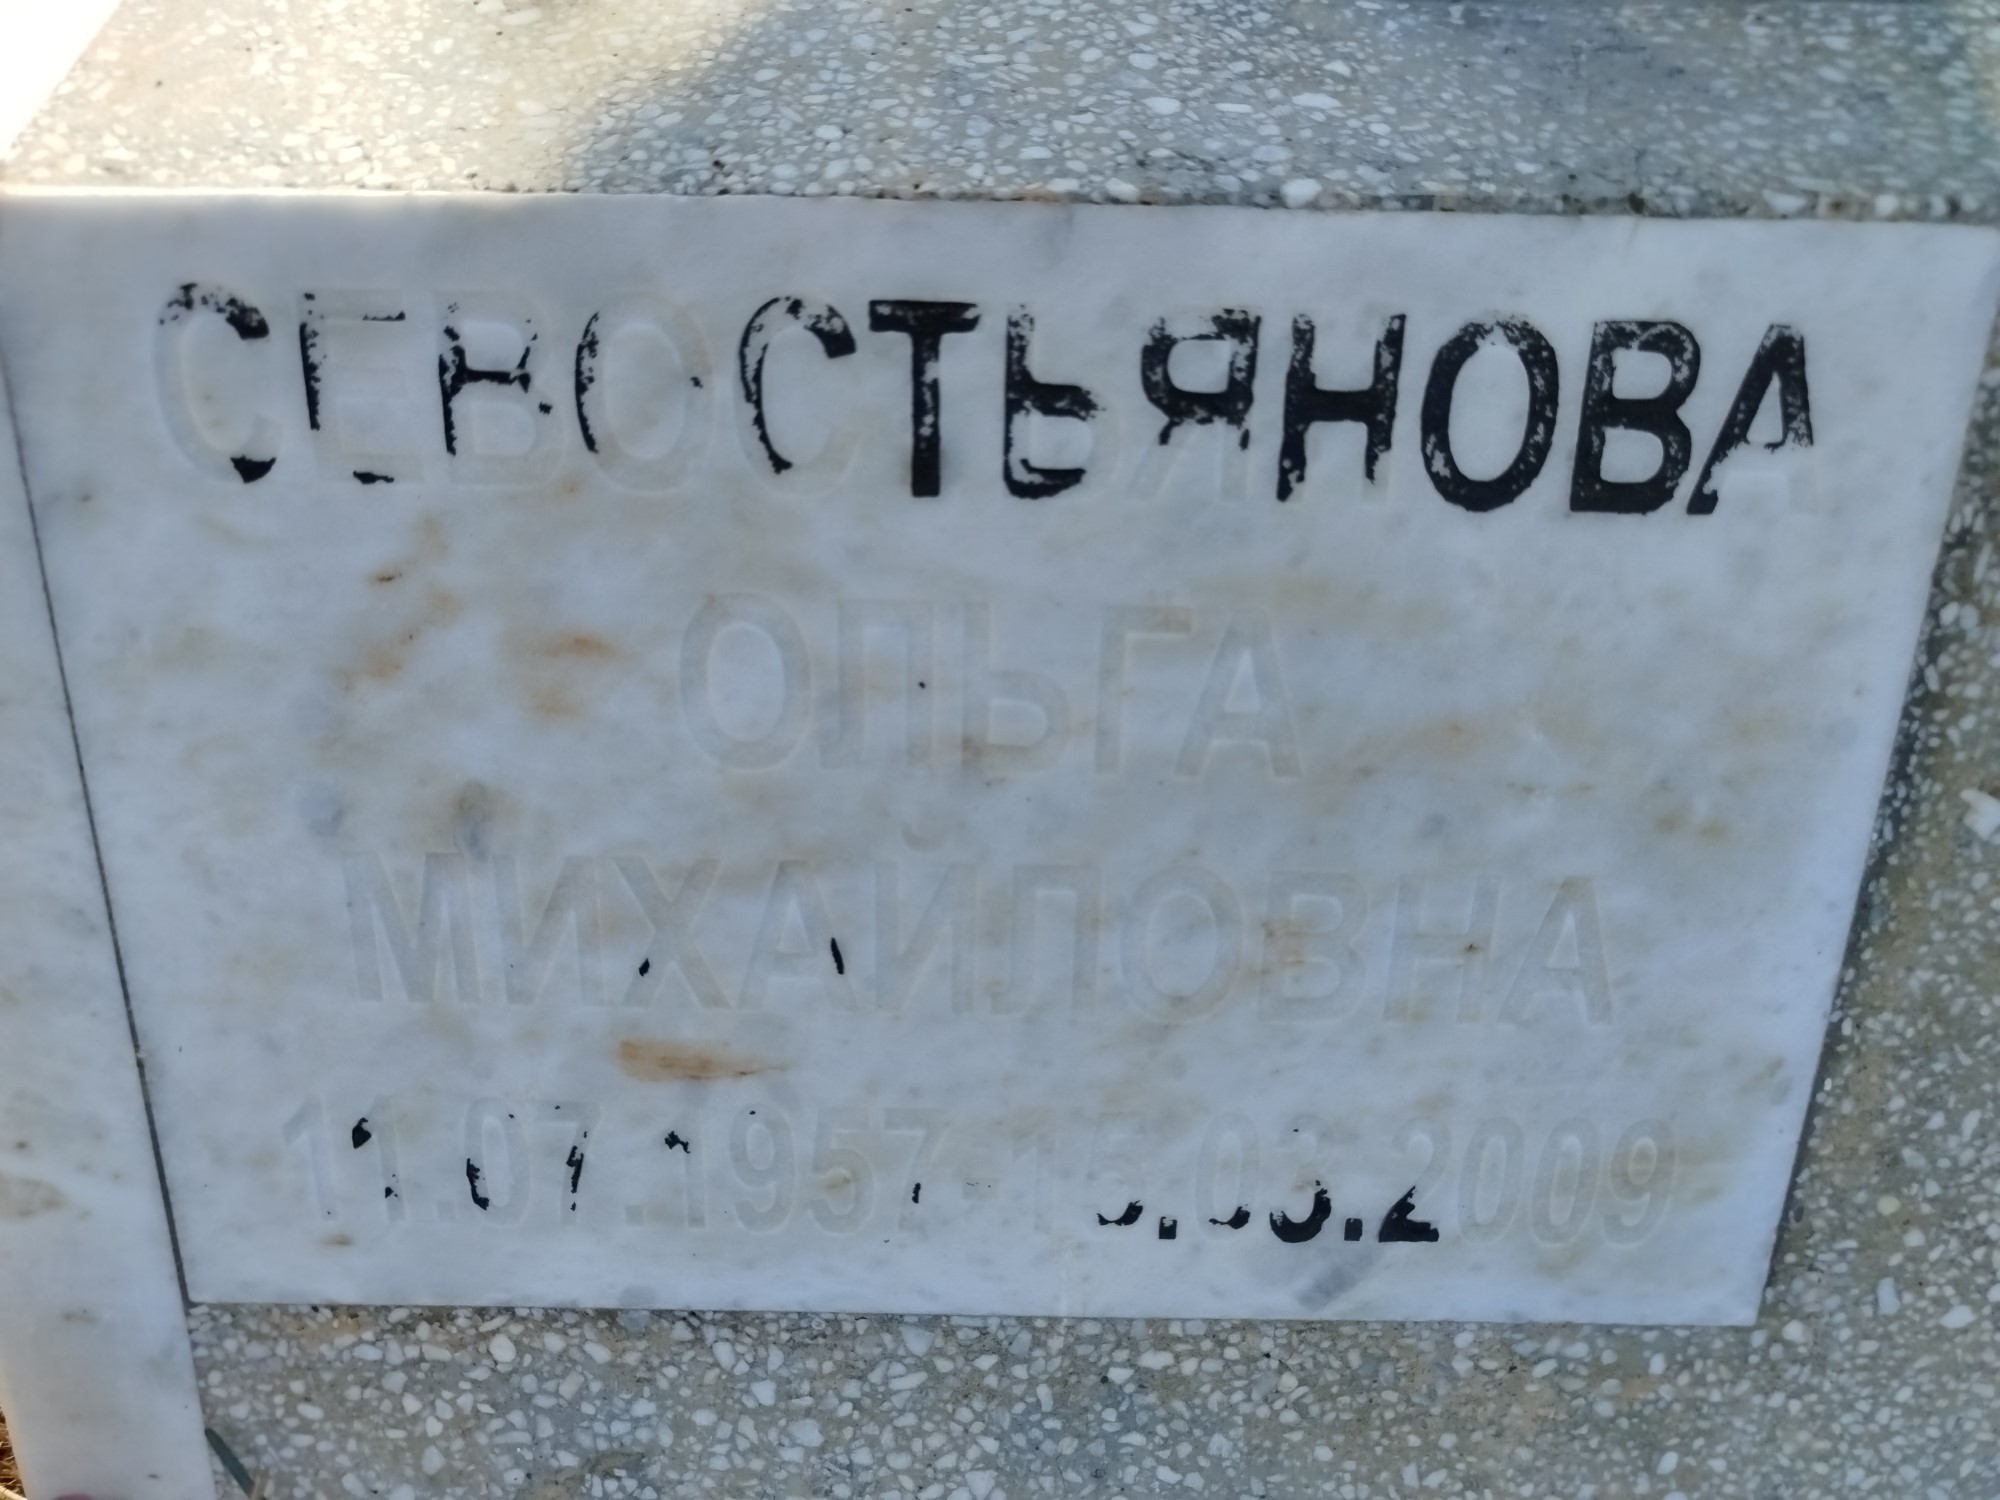 СЕВОСТЬЯНОВА
ОЛЬГА
МИХАЙЛОВНА
11.07.1957-15.03.2009